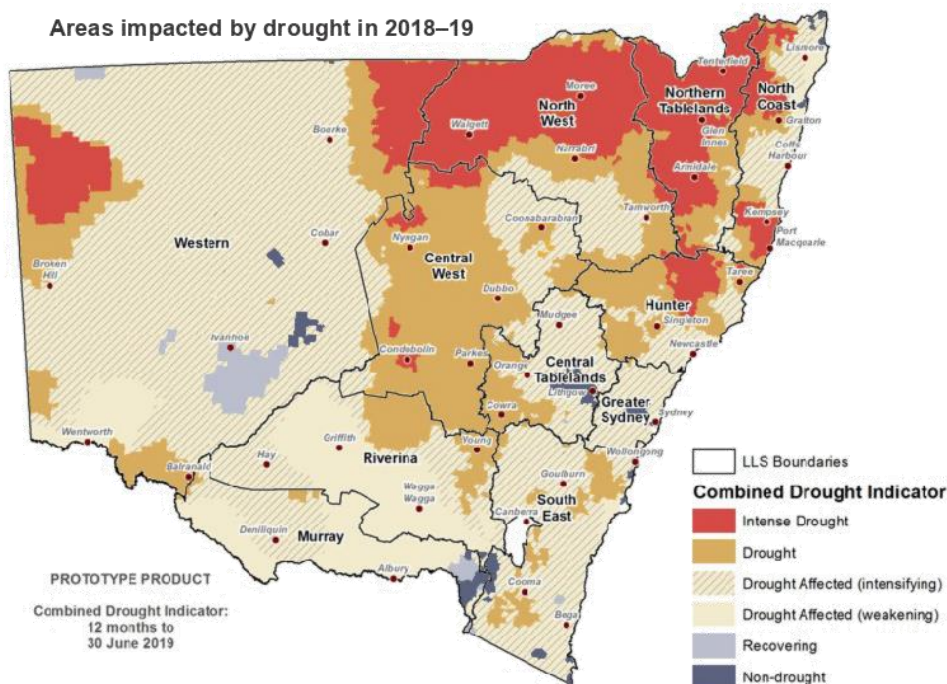 Areas impacted by drought in 2018–19
Lismore
Tenterfield
Moree
North
West
Northern
Tablelands
North
Coast
Walgett
Glen
Innes
Grafton
Bourke
Narrabri
Coffs
Harbour
Armidale
Tamworth
Coonabarabran
Kempsey
Port
Macquarie
Western
Cobar
Nyngan
Central
West
Broken
Hill
Taree
Dubbo
Hunter
Mudgee
Singleton
Ivanhoe
Newcastle
Condobolin
Parkes
Orange
Central
Tablelands
Lithgow
Greater
Sydney
Cowra
Sydney
Wentworth
Griffith
Young
Wollongong
Balranald
Hay
Riverina
Goulburn
Wagga
Wagga
South
East
Canberra
Deniliquin
Murray
Albury
Cooma
Bega
PROTOTYPE PRODUCT
Combined Drought Indicator:
12 months to
30 June 2019
LLS Boundaries
Combined Drought Indicator
Intense Drought
Drought
Drought Affected (intensifying)
Drought Affected (weakening)
Recovering
Non-drought